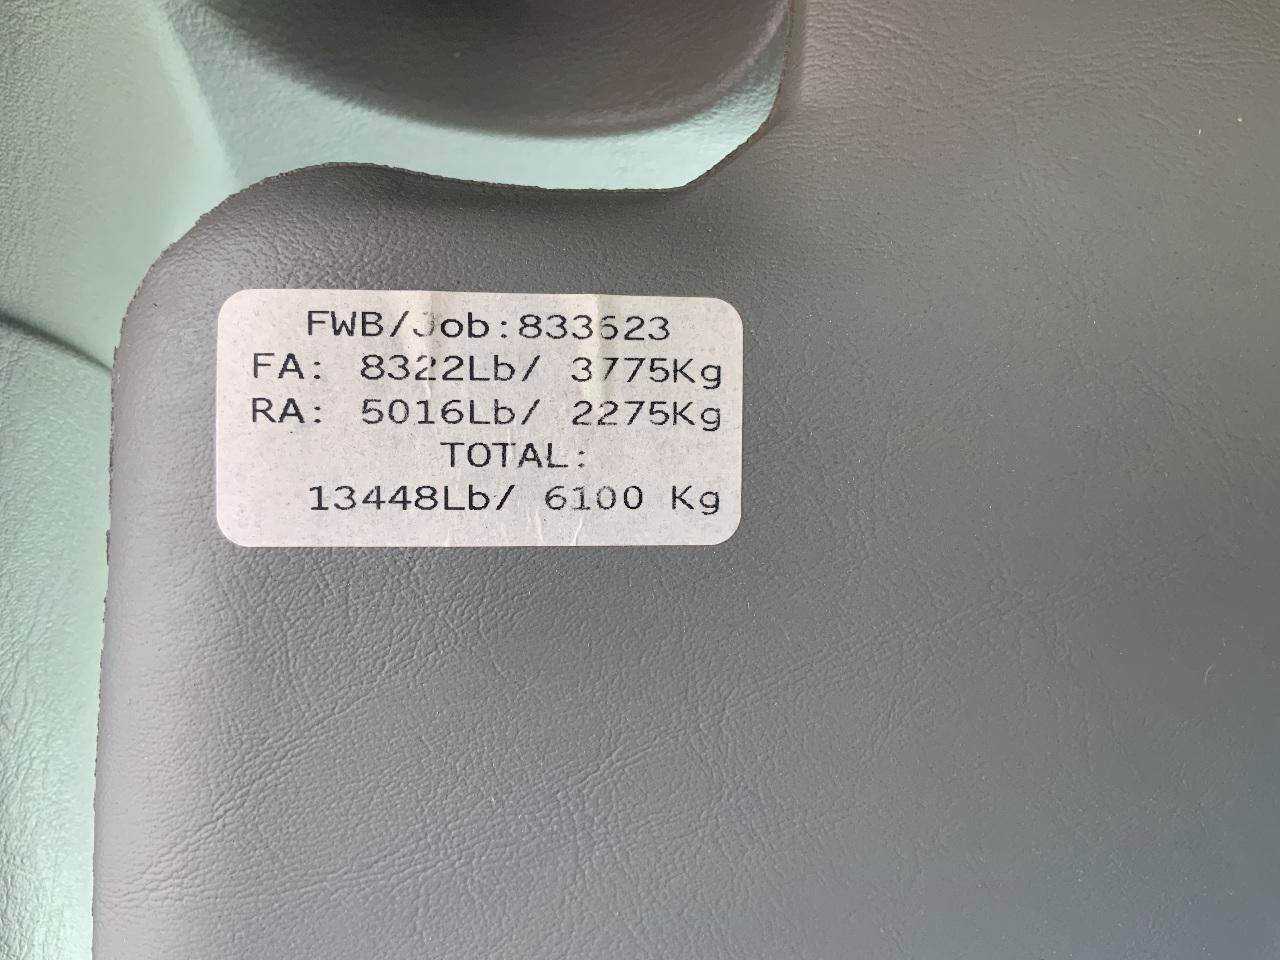 FWB/Job:833623
FA: 8322Lb/ 3775Kg
RA: 5016Lb/ 2275Kg
TOTAL:
13448Lb/ 6100 Kg